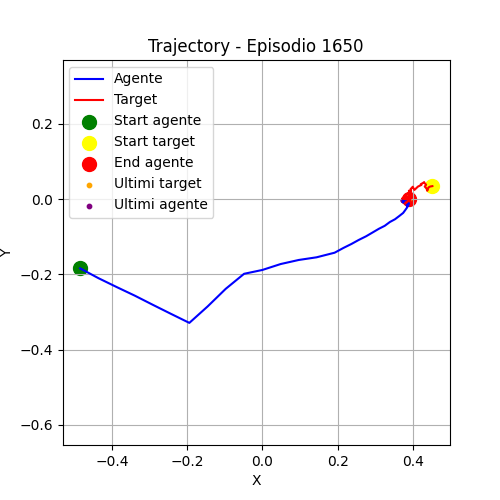 Trajectory - Episodio 1650
Agente
Target
Start agente
Start target
End agente
Ultimi target
Ultimi agente
0.2
0.0
−0.2
−0.4
−0.6
Y
−0.4
−0.2
0.0
0.2
0.4
X